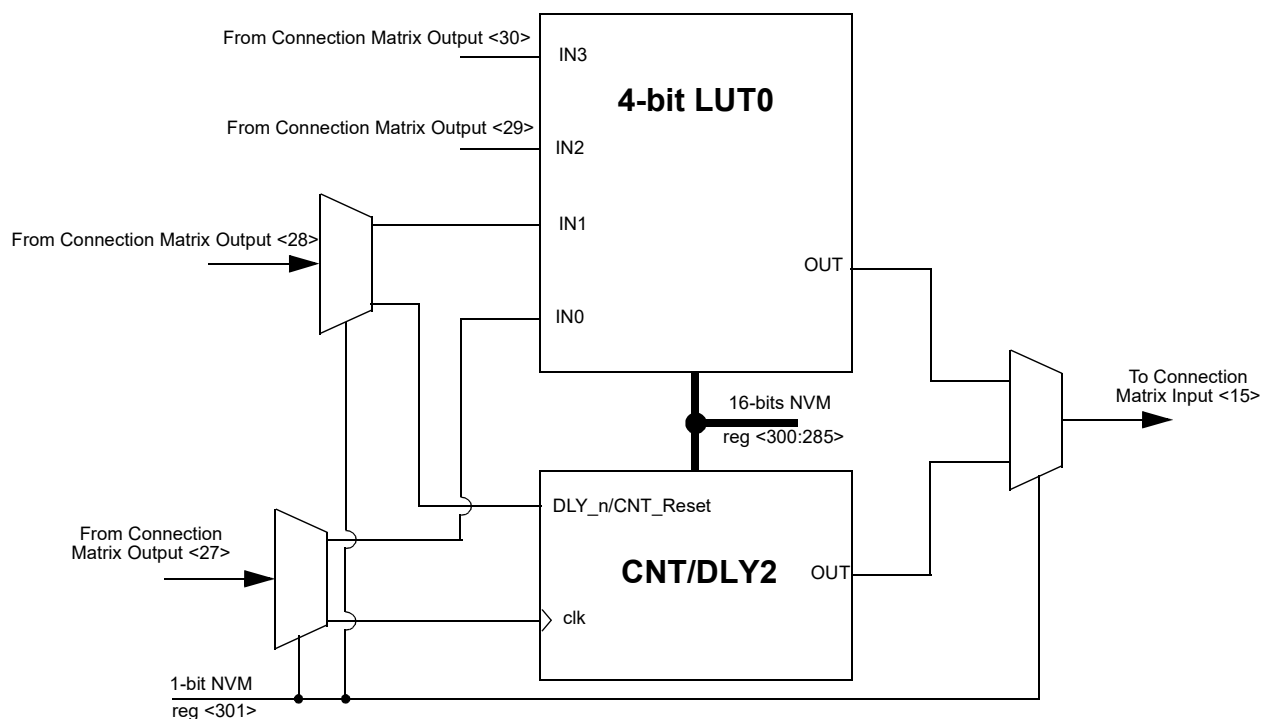 From Connection Matrix Output <30>
IN3
4-bit LUT0
From Connection Matrix Output <29>
IN2
IN1
From Connection Matrix Output <28>
OUT
IN0
To Connection
Matrix Input <15>
16-bits NVM
reg <300:285>
DLY_n/CNT_Reset
From Connection
Matrix Output <27>
CNT/DLY2
OUT
clk
1-bit NVM
reg <301>